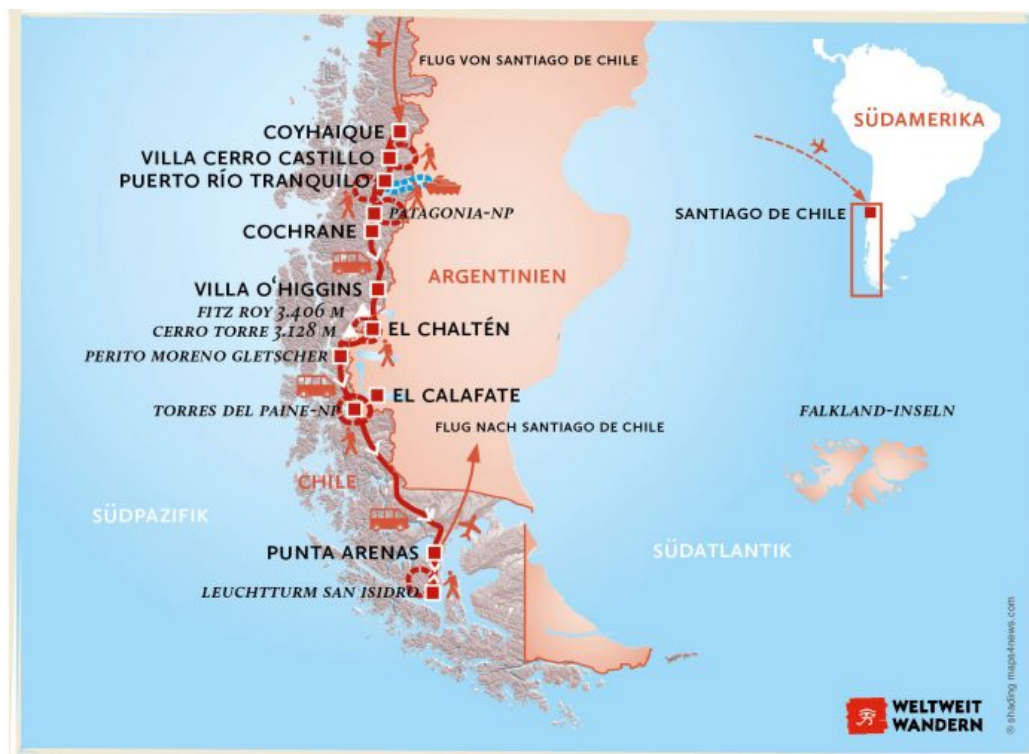 FLUG VON SANTIAGO DE CHILE
COYHAIQUE
VILLA CERRO CASTILLO
PUERTO RÍO TRANQUILO
PATAGONIA-NP
COCHRANE
ARGENTINIEN
VILLA O'HIGGINS
FITZ ROY 3.406 M
CERRO TORRE 3.128 M
EL CHALTÉN
PERITO MORENO GLETSCHER
EL CALAFATE
TORRES DEL PAINE-NP
FLUG NACH SANTIAGO DE CHILE
CHILE
SÜDPAZIFIK
PUNTA ARENAS
LEUCHTTURM SAN ISIDRO
SÜDAMERIKA
SANTIAGO DE CHILE
FALKLAND-INSELN
SÜDATLANTIK
WELTWEIT
WANDERN
© shading maps4news.com